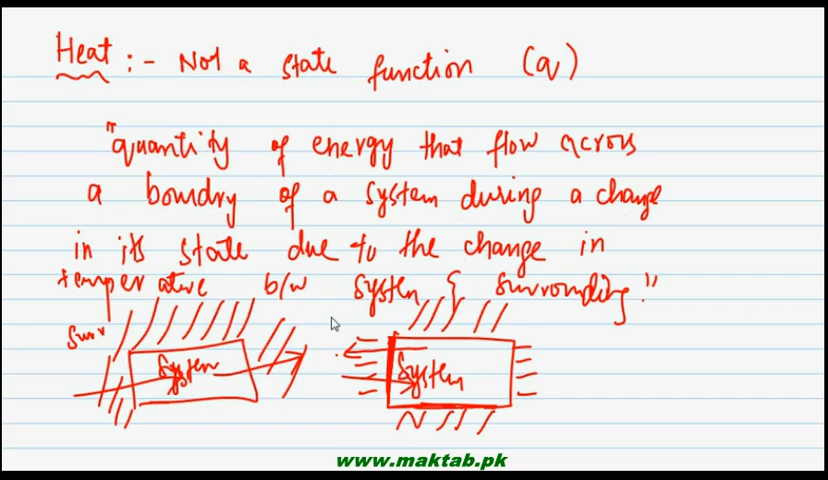 Heat :- Not a state function (q)
"quantity of energy that flow across
a boundry of a system during a change
in its state due to the change in
temperature b/w system & surrounding."
Surr
System
System
www.maktab.pk